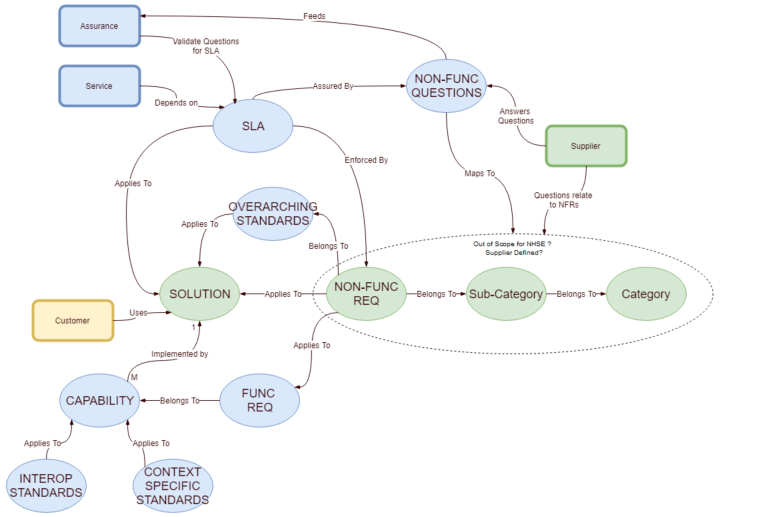 Feeds
Assurance
Validate Questions
for SLA
Service
Depends on
Assured By
NON-FUNC
QUESTIONS
Answers
Questions
SLA
Supplier
Enforced By
Maps To
Applies To
Questions relate
to NFRs
OVERARCHING
STANDARDS
Applies To
Belongs To
Out of Scope for NHSE ?
Supplier Defined?
SOLUTION
Applies To
NON-FUNC
REQ
Belongs To
Sub-Category
Belongs To
Category
Customer
Uses
1
Implemented by
Applies To
M
CAPABILITY
Belongs To
FUNC
REQ
Applies To
Applies To
INTEROP
STANDARDS
CONTEXT
SPECIFIC
STANDARDS